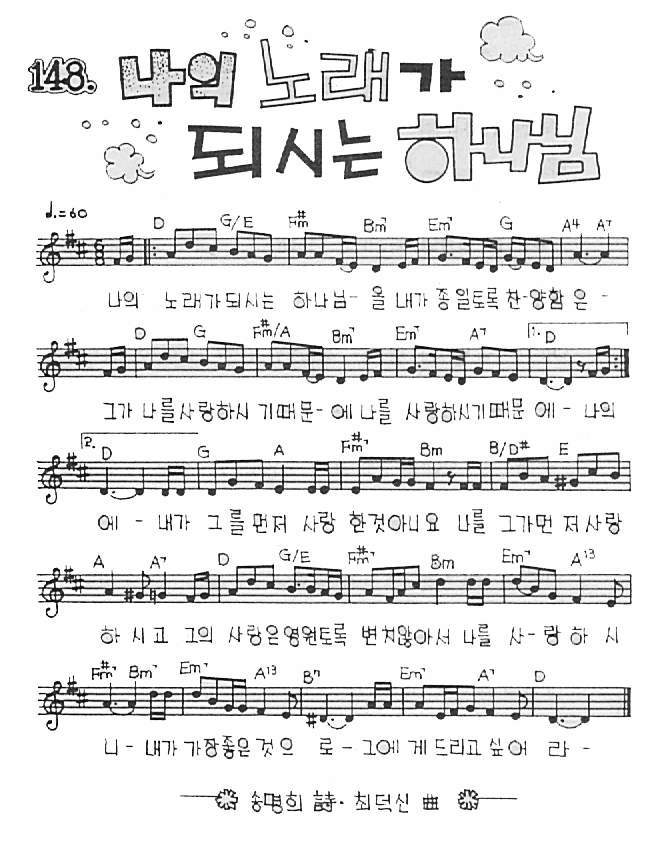 148. 나의 노래가
되시는 하나님
♩.=60
D G/E F#m Bm7 Em7 G A4 A7
나의 노래가되시는 하나님- 을 내가 종일토록 찬-양함 은 -
D G F#m/A Bm7 Em7 A7 1. D
그가 나를사랑하시 기때문-에 나를 사랑하시기때문 에- 나의
2. D G A F#m7 Bm B/D# E
에 - 내가 그를먼저 사랑 한것아니요 나를 그가먼 저사랑
A A7 D G/E F#m7 Bm Em7 A13
하 시고 그의 사랑은영원토록 변치않아서 나를 사-랑 하 시
F#m7 Bm7 Em7 A13 B7 Em7 A7 D
니- 내가 가장좋은것 으 로-그에 게드리고싶어 라-
송명희 詩· 최덕신 曲